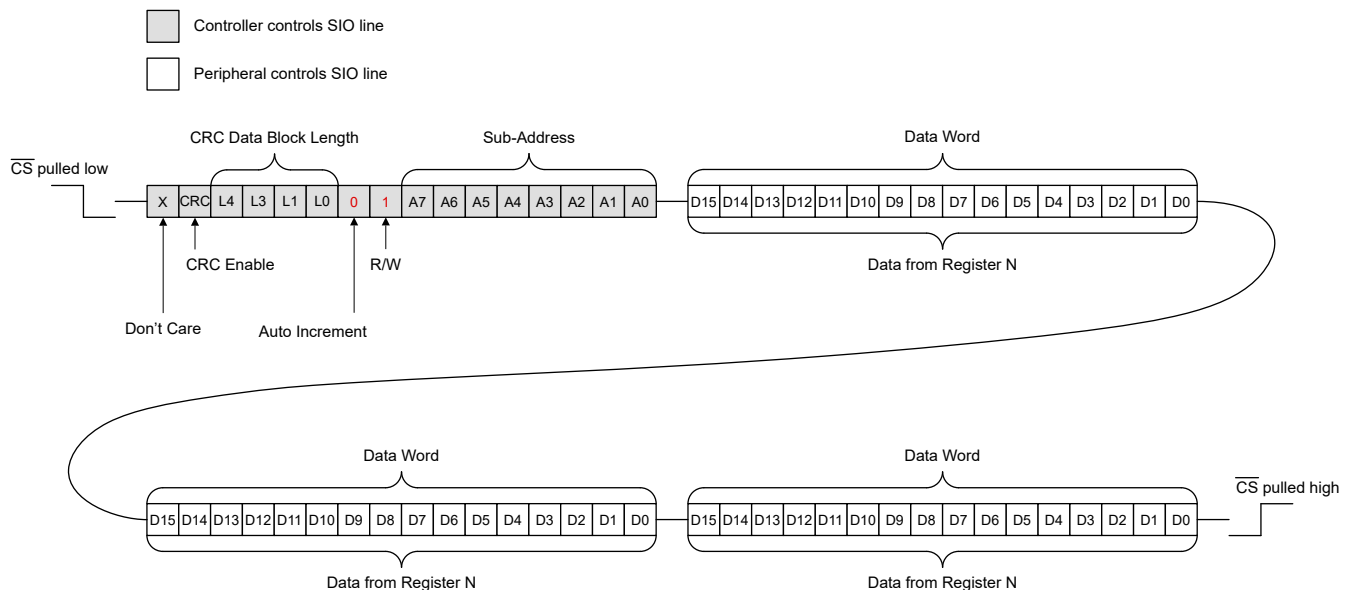 Controller controls SIO line
Peripheral controls SIO line
CRC Data Block Length
Sub-Address
Data Word
CS pulled low
X CRC L4 L3 L1 L0 0 1 A7 A6 A5 A4 A3 A2 A1 A0
D15 D14 D13 D12 D11 D10 D9 D8 D7 D6 D5 D4 D3 D2 D1 D0
CRC Enable
R/W
Data from Register N
Don't Care
Auto Increment
Data Word
Data Word
CS pulled high
D15 D14 D13 D12 D11 D10 D9 D8 D7 D6 D5 D4 D3 D2 D1 D0
D15 D14 D13 D12 D11 D10 D9 D8 D7 D6 D5 D4 D3 D2 D1 D0
Data from Register N
Data from Register N